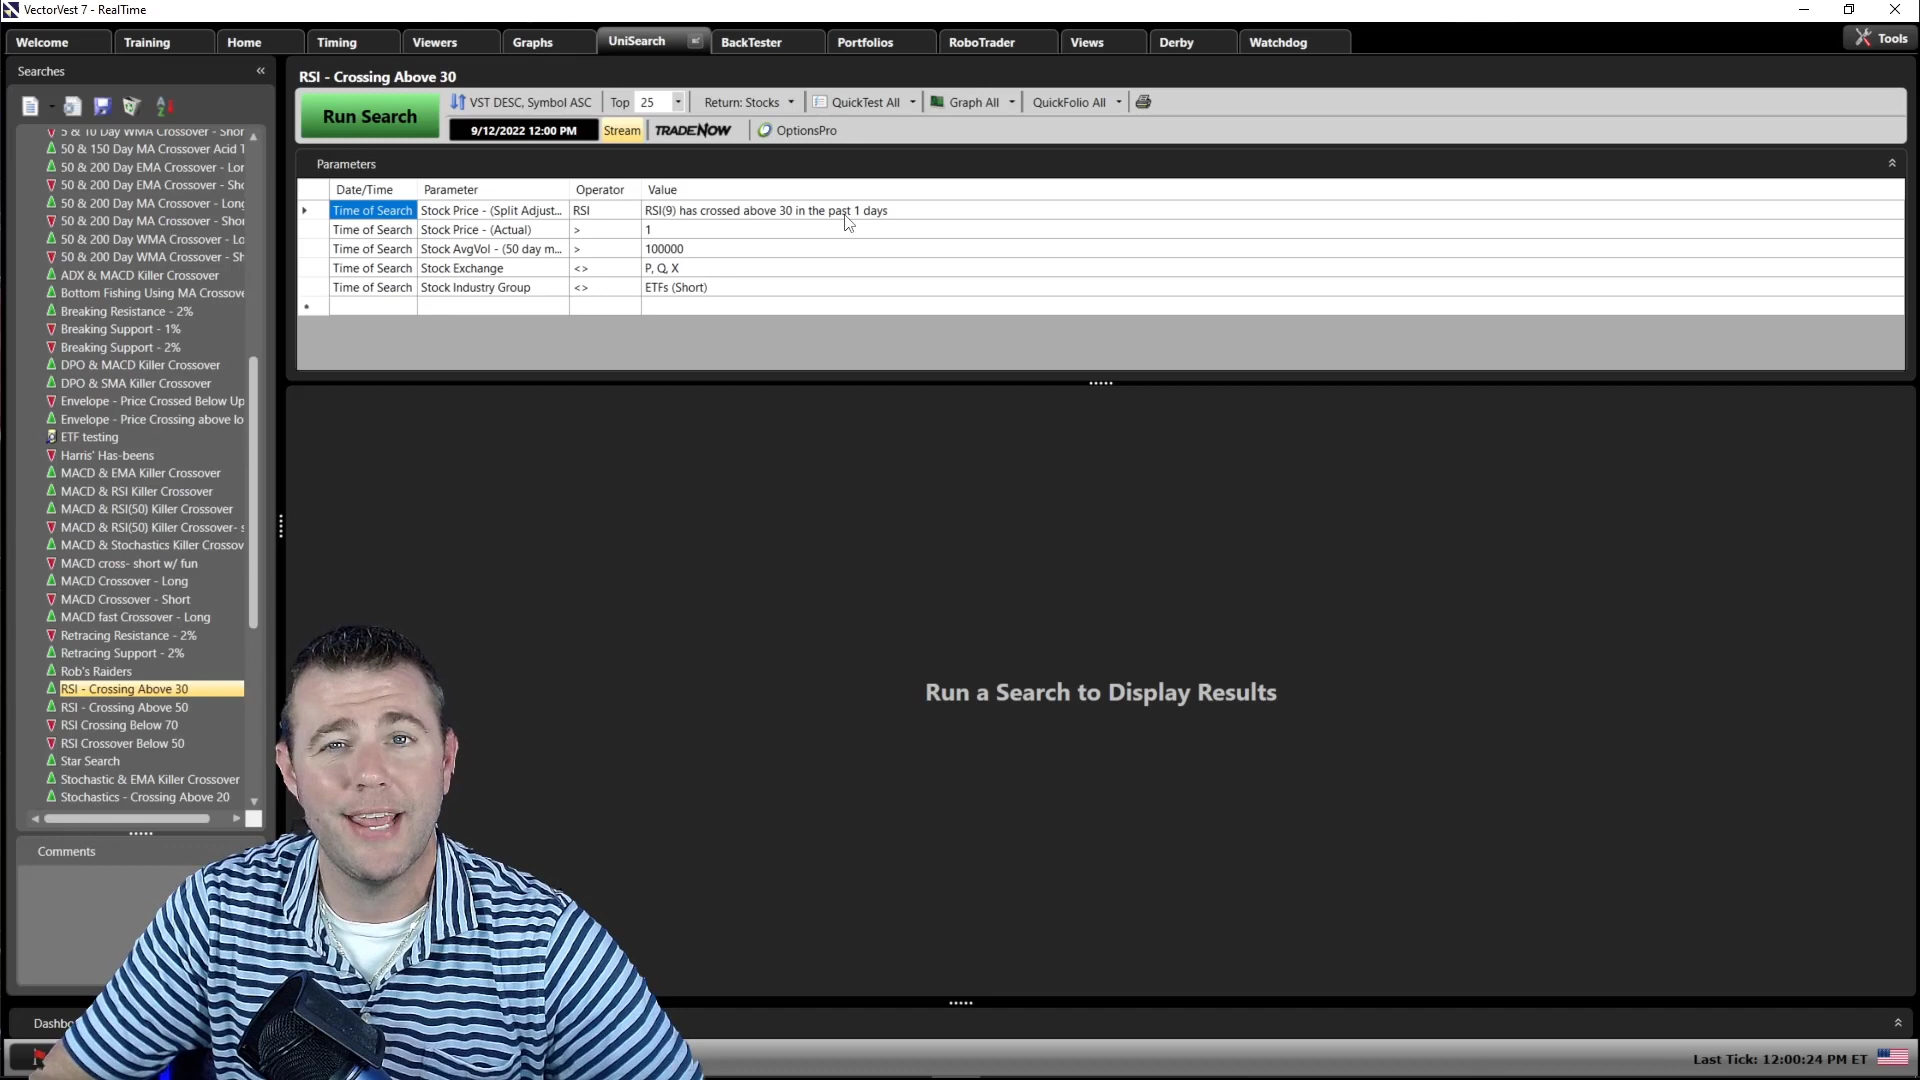 VectorVest 7 - RealTime
Welcome Training Home Timing Viewers Graphs UniSearch BackTester Portfolios RoboTrader Views Derby Watchdog Tools
Searches
RSI - Crossing Above 30
Run Search
VST DESC, Symbol ASC Top 25 Return: Stocks QuickTest All Graph All QuickFolio All
9/12/2022 12:00 PM Stream TRADENOW OptionsPro
Parameters
Date/Time Parameter Operator Value
Time of Search Stock Price - (Split Adjust... RSI RSI(9) has crossed above 30 in the past 1 days
Time of Search Stock Price - (Actual) > 1
Time of Search Stock AvgVol - (50 day m... > 100000
Time of Search Stock Exchange <> P, Q, X
Time of Search Stock Industry Group <> ETFs (Short)
5 & 10 Day WMA Crossover - Shor
50 & 150 Day MA Crossover Acid T
50 & 200 Day EMA Crossover - Lor
50 & 200 Day EMA Crossover - Sho
50 & 200 Day MA Crossover - Long
50 & 200 Day MA Crossover - Shor
50 & 200 Day WMA Crossover - Lo
50 & 200 Day WMA Crossover - Sh
ADX & MACD Killer Crossover
Bottom Fishing Using MA Crossove
Breaking Resistance - 2%
Breaking Support - 1%
Breaking Support - 2%
DPO & MACD Killer Crossover
DPO & SMA Killer Crossover
Envelope - Price Crossed Below Up
Envelope - Price Crossing above lo
ETF testing
Harris' Has-beens
MACD & EMA Killer Crossover
MACD & RSI Killer Crossover
MACD & RSI(50) Killer Crossover
MACD & RSI(50) Killer Crossover- s
MACD & Stochastics Killer Crossov
MACD cross- short w/ fun
MACD Crossover - Long
MACD Crossover - Short
MACD fast Crossover - Long
Retracing Resistance - 2%
Retracing Support - 2%
Rob's Raiders
RSI - Crossing Above 30
RSI - Crossing Above 50
RSI Crossing Below 70
RSI Crossover Below 50
Star Search
Stochastic & EMA Killer Crossover
Stochastics - Crossing Above 20
Run a Search to Display Results
Comments
Dashbo
Last Tick: 12:00:24 PM ET